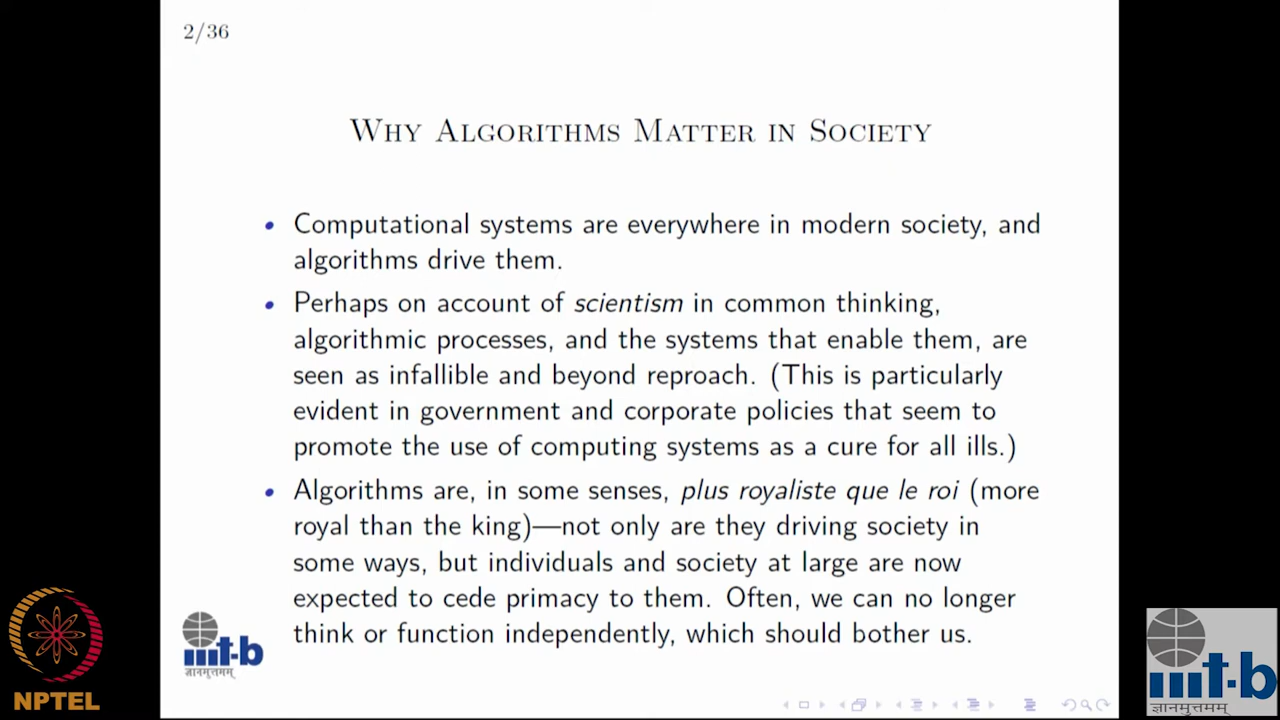 2/36
Why Algorithms Matter in Society
• Computational systems are everywhere in modern society, and
algorithms drive them.
• Perhaps on account of scientism in common thinking,
algorithmic processes, and the systems that enable them, are
seen as infallible and beyond reproach. (This is particularly
evident in government and corporate policies that seem to
promote the use of computing systems as a cure for all ills.)
• Algorithms are, in some senses, plus royaliste que le roi (more
royal than the king)—not only are they driving society in
some ways, but individuals and society at large are now
expected to cede primacy to them. Often, we can no longer
think or function independently, which should bother us.
NPTEL
iiit-b
ज्ञानमुत्तमम्
iiit-b
ज्ञानमुत्तमम्